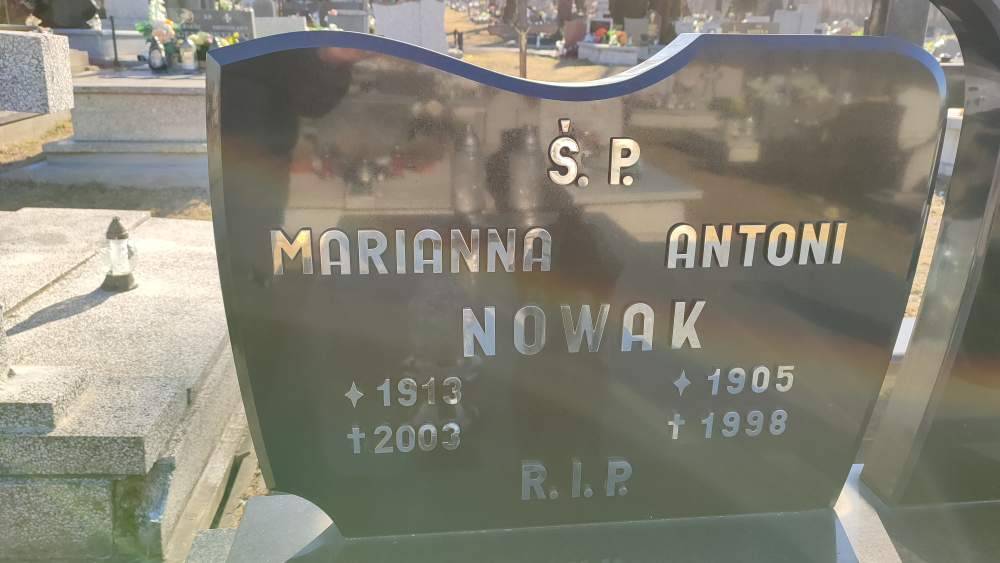 Ś. P.
MARIANNA ANTONI
NOWAK
1913 1905
† 2003 † 1998
R. I. P.